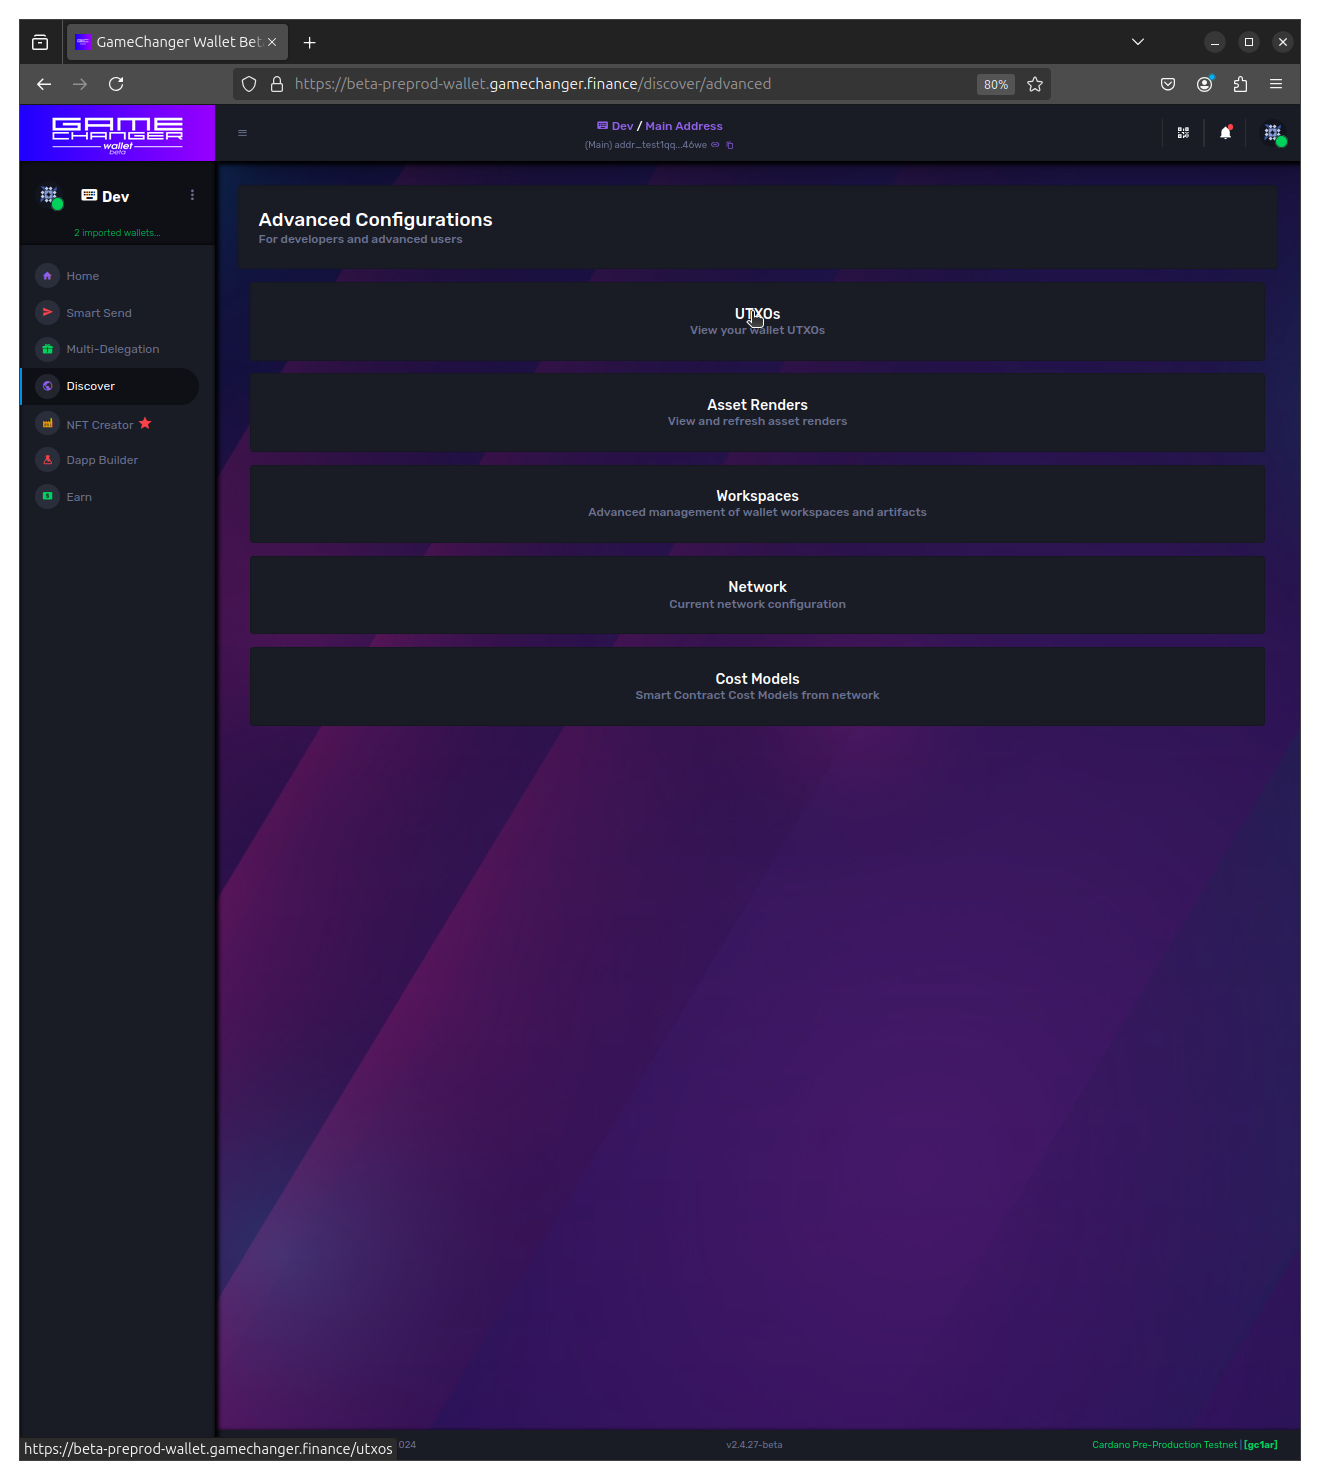 GameChanger Wallet Bet
https://beta-preprod-wallet.gamechanger.finance/discover/advanced
80%
GAME
CHANGER
wallet
beta
Dev / Main Address
(Main) addr_test1qq...46we
Dev
2 imported wallets...
Home
Smart Send
Multi-Delegation
Discover
NFT Creator
Dapp Builder
Earn
Advanced Configurations
For developers and advanced users
UTXOs
View your wallet UTXOs
Asset Renders
View and refresh asset renders
Workspaces
Advanced management of wallet workspaces and artifacts
Network
Current network configuration
Cost Models
Smart Contract Cost Models from network
https://beta-preprod-wallet.gamechanger.finance/utxos
024
v2.4.27-beta
Cardano Pre-Production Testnet | [gc1ar]